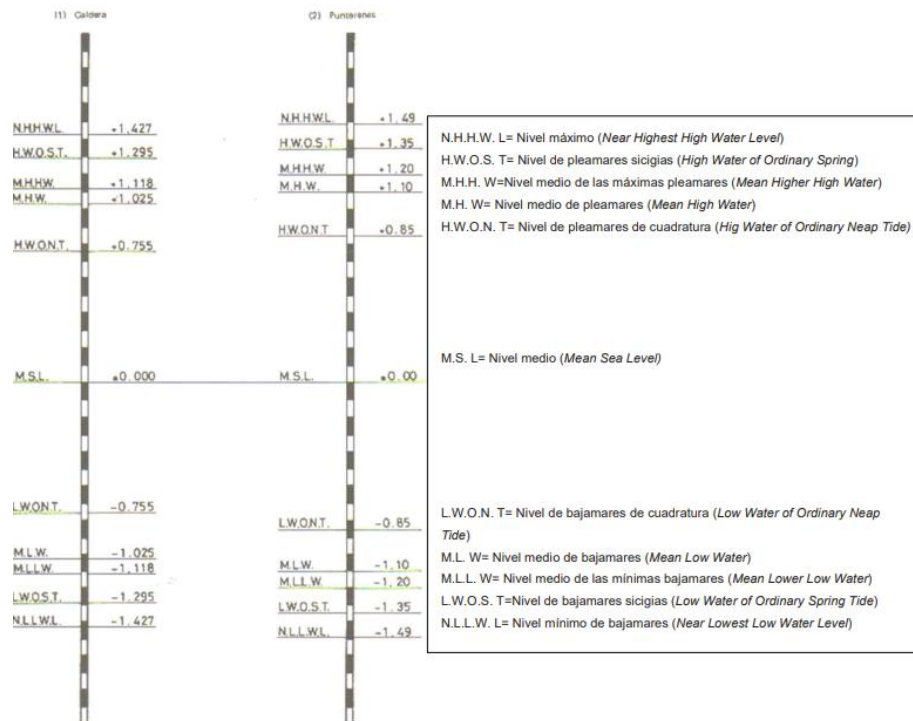 (1) Caldera
(2) Puntarenas
N.H.H.W.L. +1.427
H.W.O.S.T. +1.295
M.H.H.W. +1.118
M.H.W. +1.025
H.W.O.N.T. +0.755
M.S.L. ±0.000
L.W.O.N.T. -0.755
M.L.W. -1.025
M.L.L.W. -1.118
L.W.O.S.T. -1.295
N.L.L.W.L. -1.427
N.H.H.W.L. +1.49
H.W.O.S.T +1.35
M.H.H.W. +1.20
M.H.W. +1.10
H.W.O.N.T +0.85
M.S.L. ±0.00
L.W.O.N.T. -0.85
M.L.W. -1.10
M.L.L.W -1.20
L.W.O.S.T. -1.35
N.L.L.W.L. -1.49
N.H.H.W. L= Nivel máximo (Near Highest High Water Level)
H.W.O.S. T= Nivel de pleamares sicigias (High Water of Ordinary Spring)
M.H.H. W=Nivel medio de las máximas pleamares (Mean Higher High Water)
M.H. W= Nivel medio de pleamares (Mean High Water)
H.W.O.N. T= Nivel de pleamares de cuadratura (Hig Water of Ordinary Neap Tide)
M.S. L= Nivel medio (Mean Sea Level)
L.W.O.N. T= Nivel de bajamares de cuadratura (Low Water of Ordinary Neap
Tide)
M.L. W= Nivel medio de bajamares (Mean Low Water)
M.L.L. W= Nivel medio de las mínimas bajamares (Mean Lower Low Water)
L.W.O.S. T=Nivel de bajamares sicigias (Low Water of Ordinary Spring Tide)
N.L.L.W. L= Nivel mínimo de bajamares (Near Lowest Low Water Level)